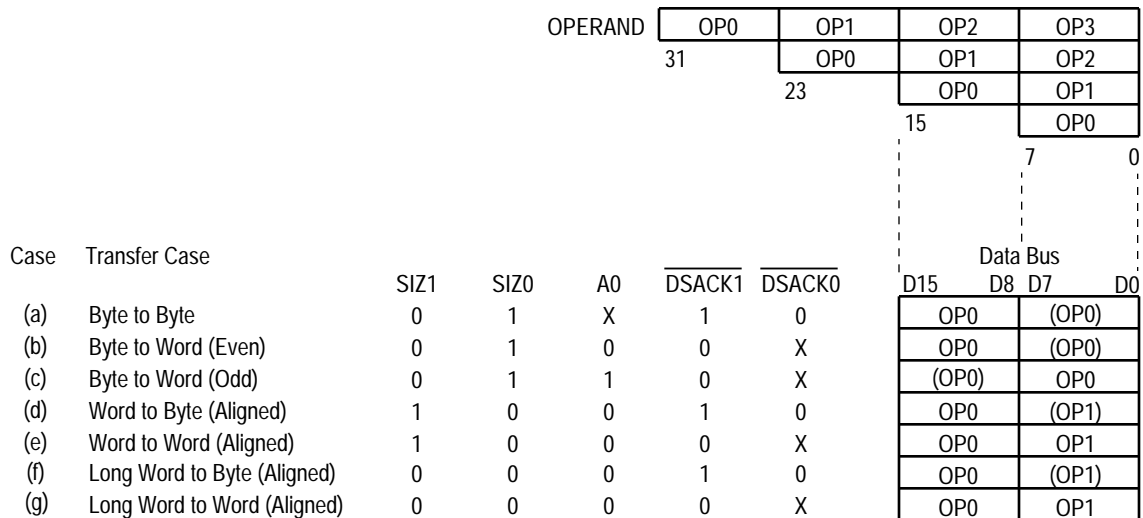 OPERAND OP0 OP1 OP2 OP3
31 OP0 OP1 OP2
23 OP0 OP1
15 OP0
7 0
Case Transfer Case Data Bus
SIZ1 SIZ0 A0 DSACK1 DSACK0 D15 D8 D7 D0
(a) Byte to Byte 0 1 X 1 0 OP0 (OP0)
(b) Byte to Word (Even) 0 1 0 0 X OP0 (OP0)
(c) Byte to Word (Odd) 0 1 1 0 X (OP0) OP0
(d) Word to Byte (Aligned) 1 0 0 1 0 OP0 (OP1)
(e) Word to Word (Aligned) 1 0 0 0 X OP0 OP1
(f) Long Word to Byte (Aligned) 0 0 0 1 0 OP0 (OP1)
(g) Long Word to Word (Aligned) 0 0 0 0 X OP0 OP1